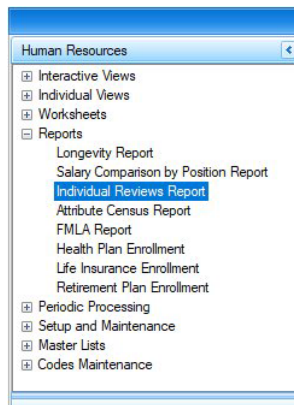 Human Resources
Interactive Views
Individual Views
Worksheets
Reports
Longevity Report
Salary Comparison by Position Report
Individual Reviews Report
Attribute Census Report
FMLA Report
Health Plan Enrollment
Life Insurance Enrollment
Retirement Plan Enrollment
Periodic Processing
Setup and Maintenance
Master Lists
Codes Maintenance